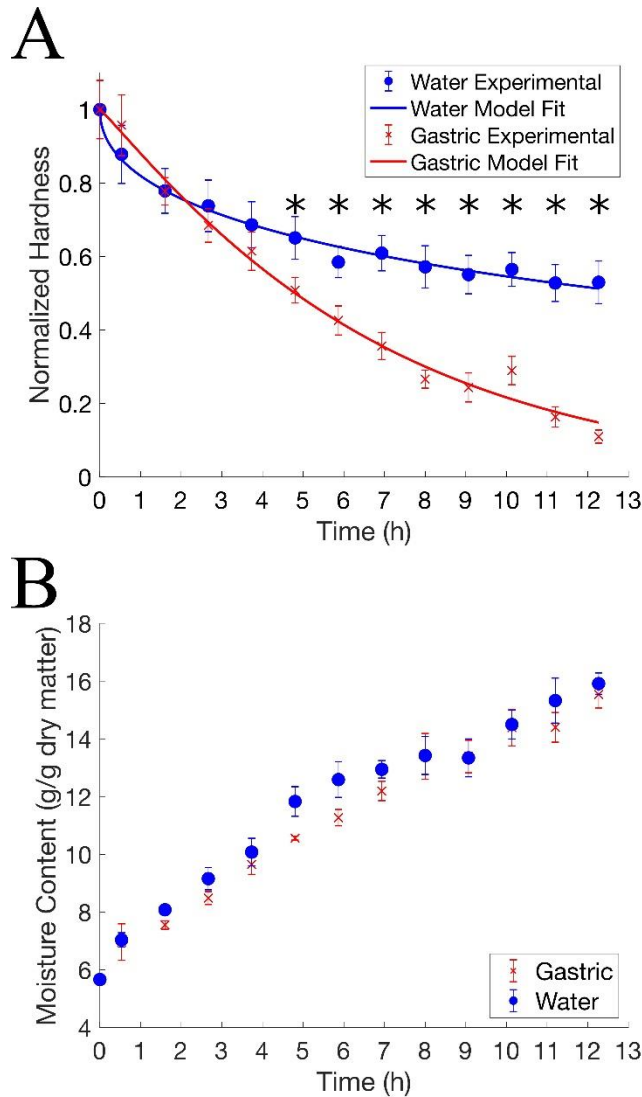 A
Normalized Hardness
1
0.8
0.6
0.4
0.2
0
Water Experimental
Water Model Fit
Gastric Experimental
Gastric Model Fit
* * * * * * * *
0 1 2 3 4 5 6 7 8 9 10 11 12 13
Time (h)
B
Moisture Content (g/g dry matter)
18
16
14
12
10
8
6
4
Gastric
Water
0 1 2 3 4 5 6 7 8 9 10 11 12 13
Time (h)